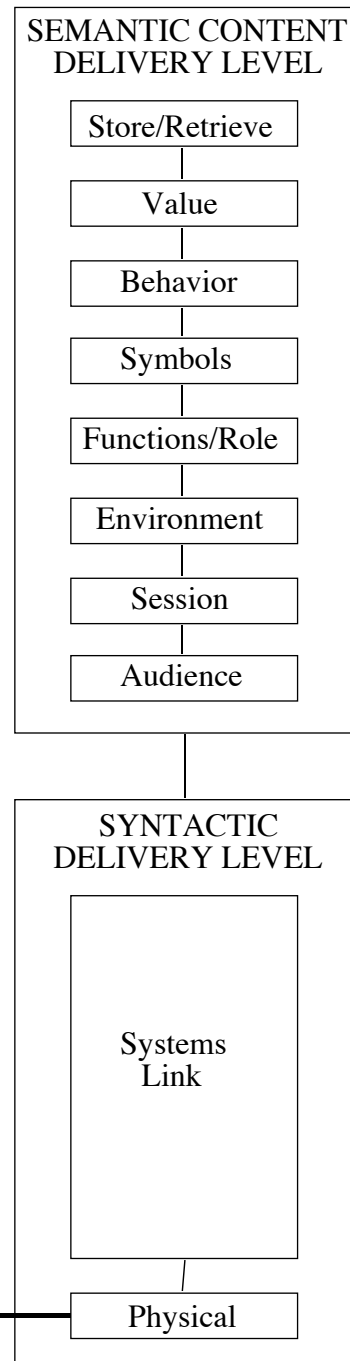 SEMANTIC CONTENT
DELIVERY LEVEL
Store/Retrieve
Value
Behavior
Symbols
Functions/Role
Environment
Session
Audience
SYNTACTIC
DELIVERY LEVEL
Systems
Link
Physical